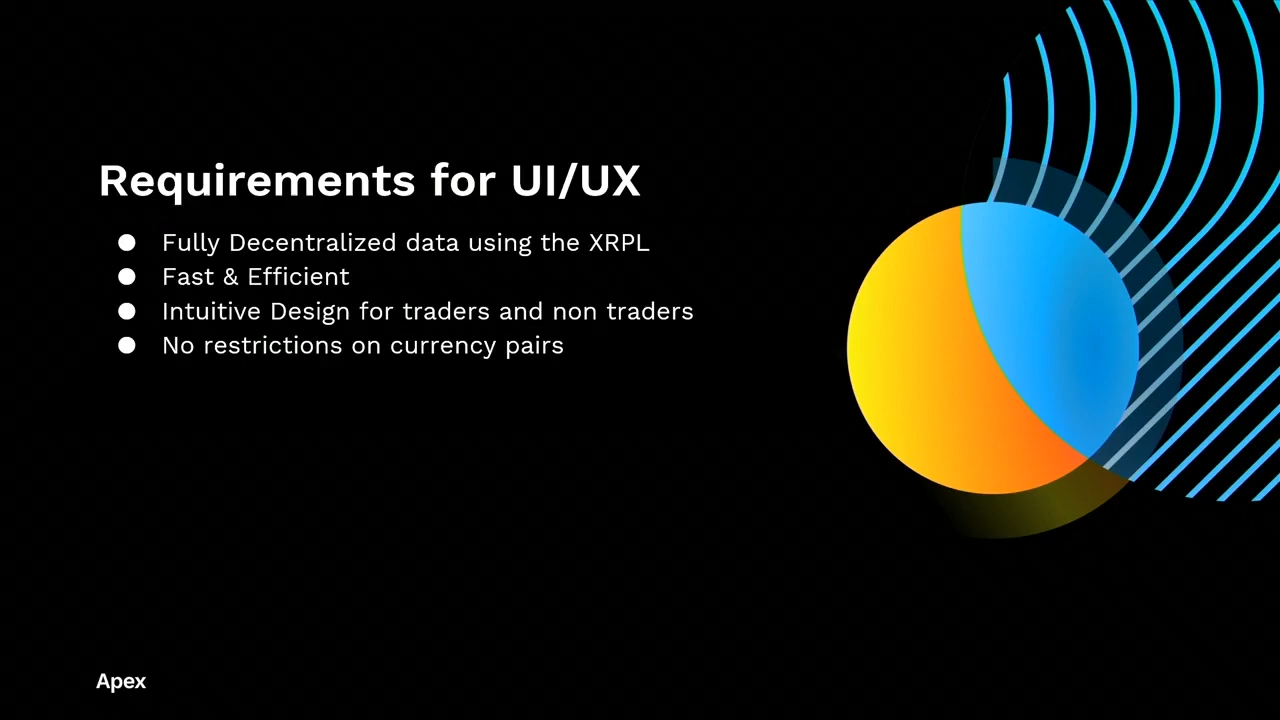 Requirements for UI/UX
● Fully Decentralized data using the XRPL
● Fast & Efficient
● Intuitive Design for traders and non traders
● No restrictions on currency pairs
Apex